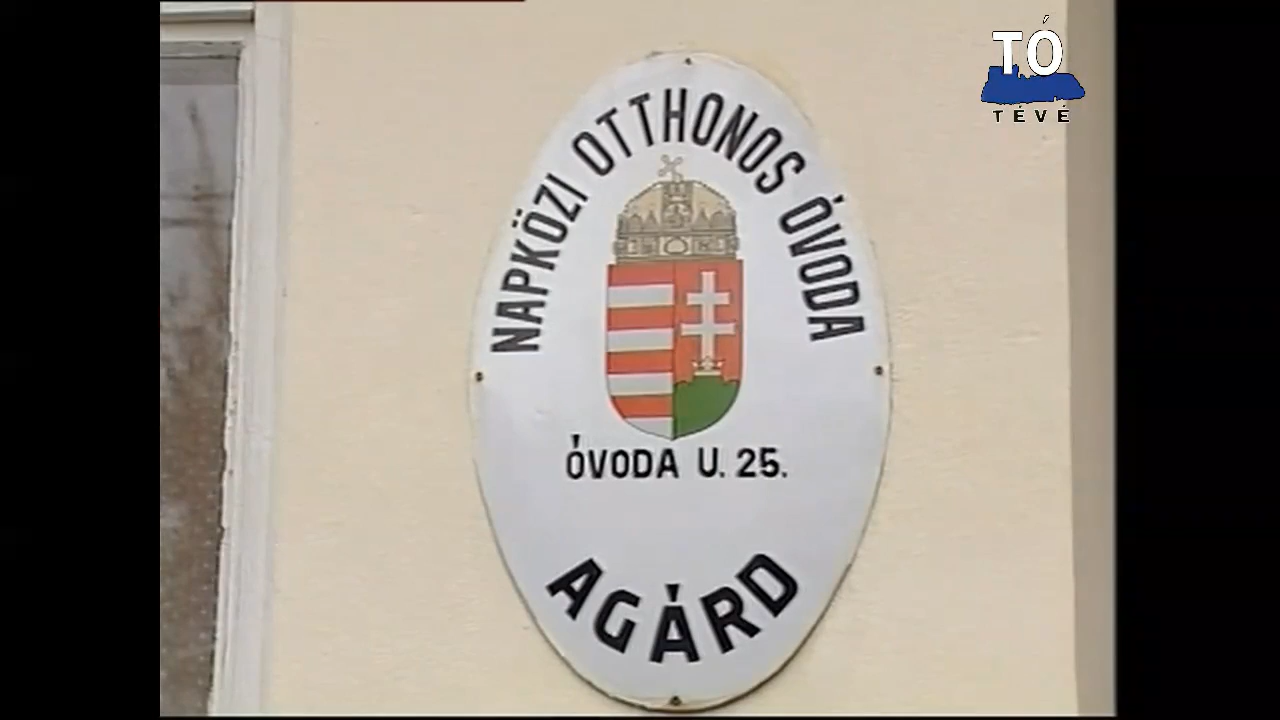 NAPKÖZI OTTHONOS ÓVODA
ÓVODA U. 25.
AGÁRD
TÓ
TÉVÉ